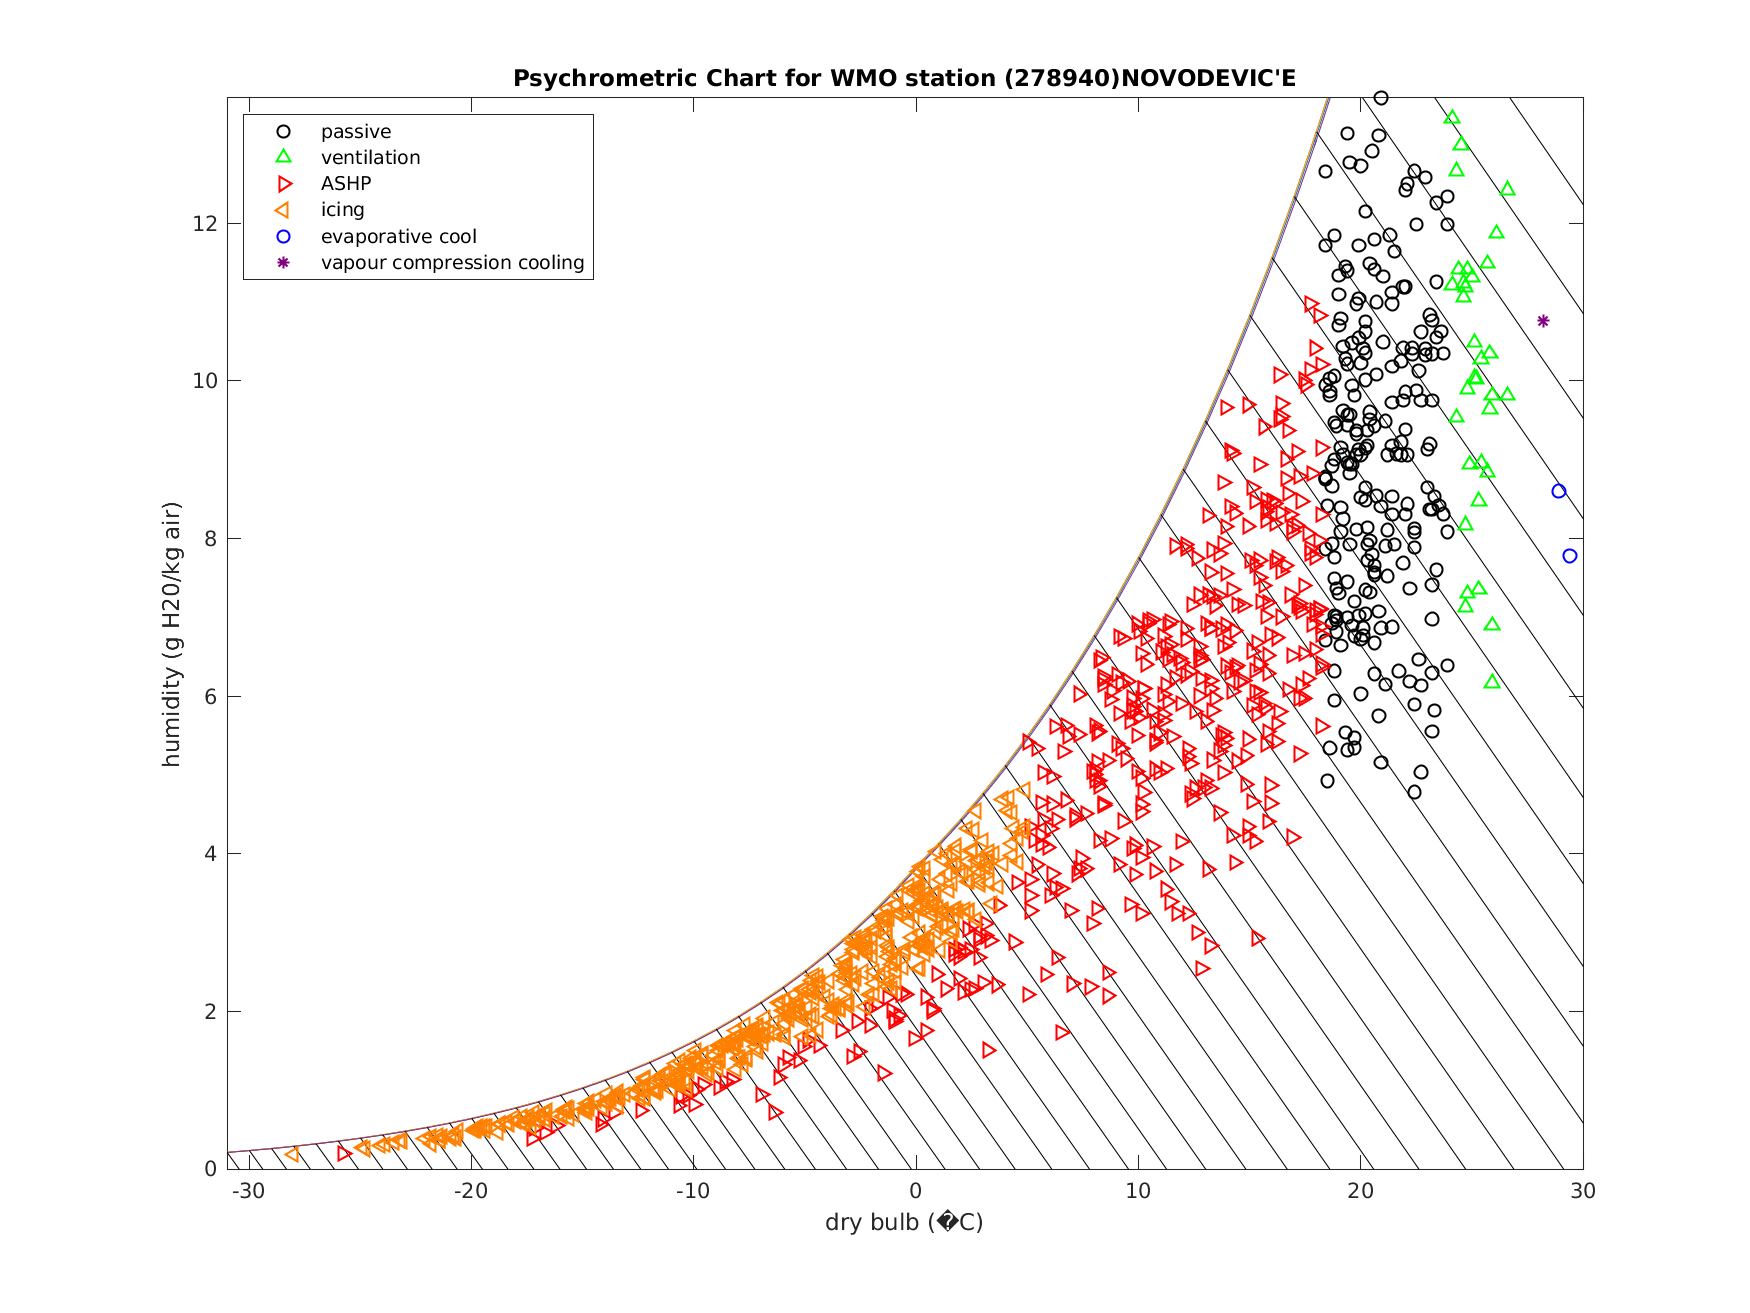 Psychrometric Chart for WMO station (278940)NOVODEVIC'E
passive
ventilation
ASHP
icing
evaporative cool
vapour compression cooling
humidity (g H20/kg air)
12
10
8
6
4
2
0
-30 -20 -10 0 10 20 30
dry bulb (�C)